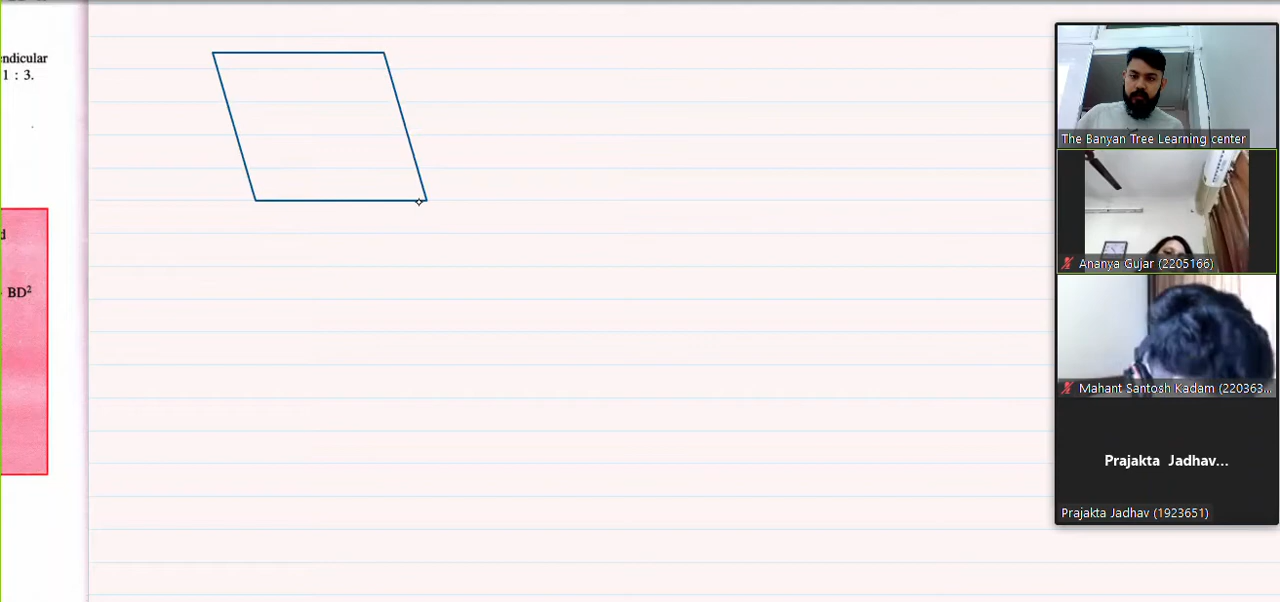 ndicular
1 : 3.
d
BD²
The Banyan Tree Learning center
Ananya Gujar (2205166)
Mahant Santosh Kadam (220363...
Prajakta Jadhav...
Prajakta Jadhav (1923651)